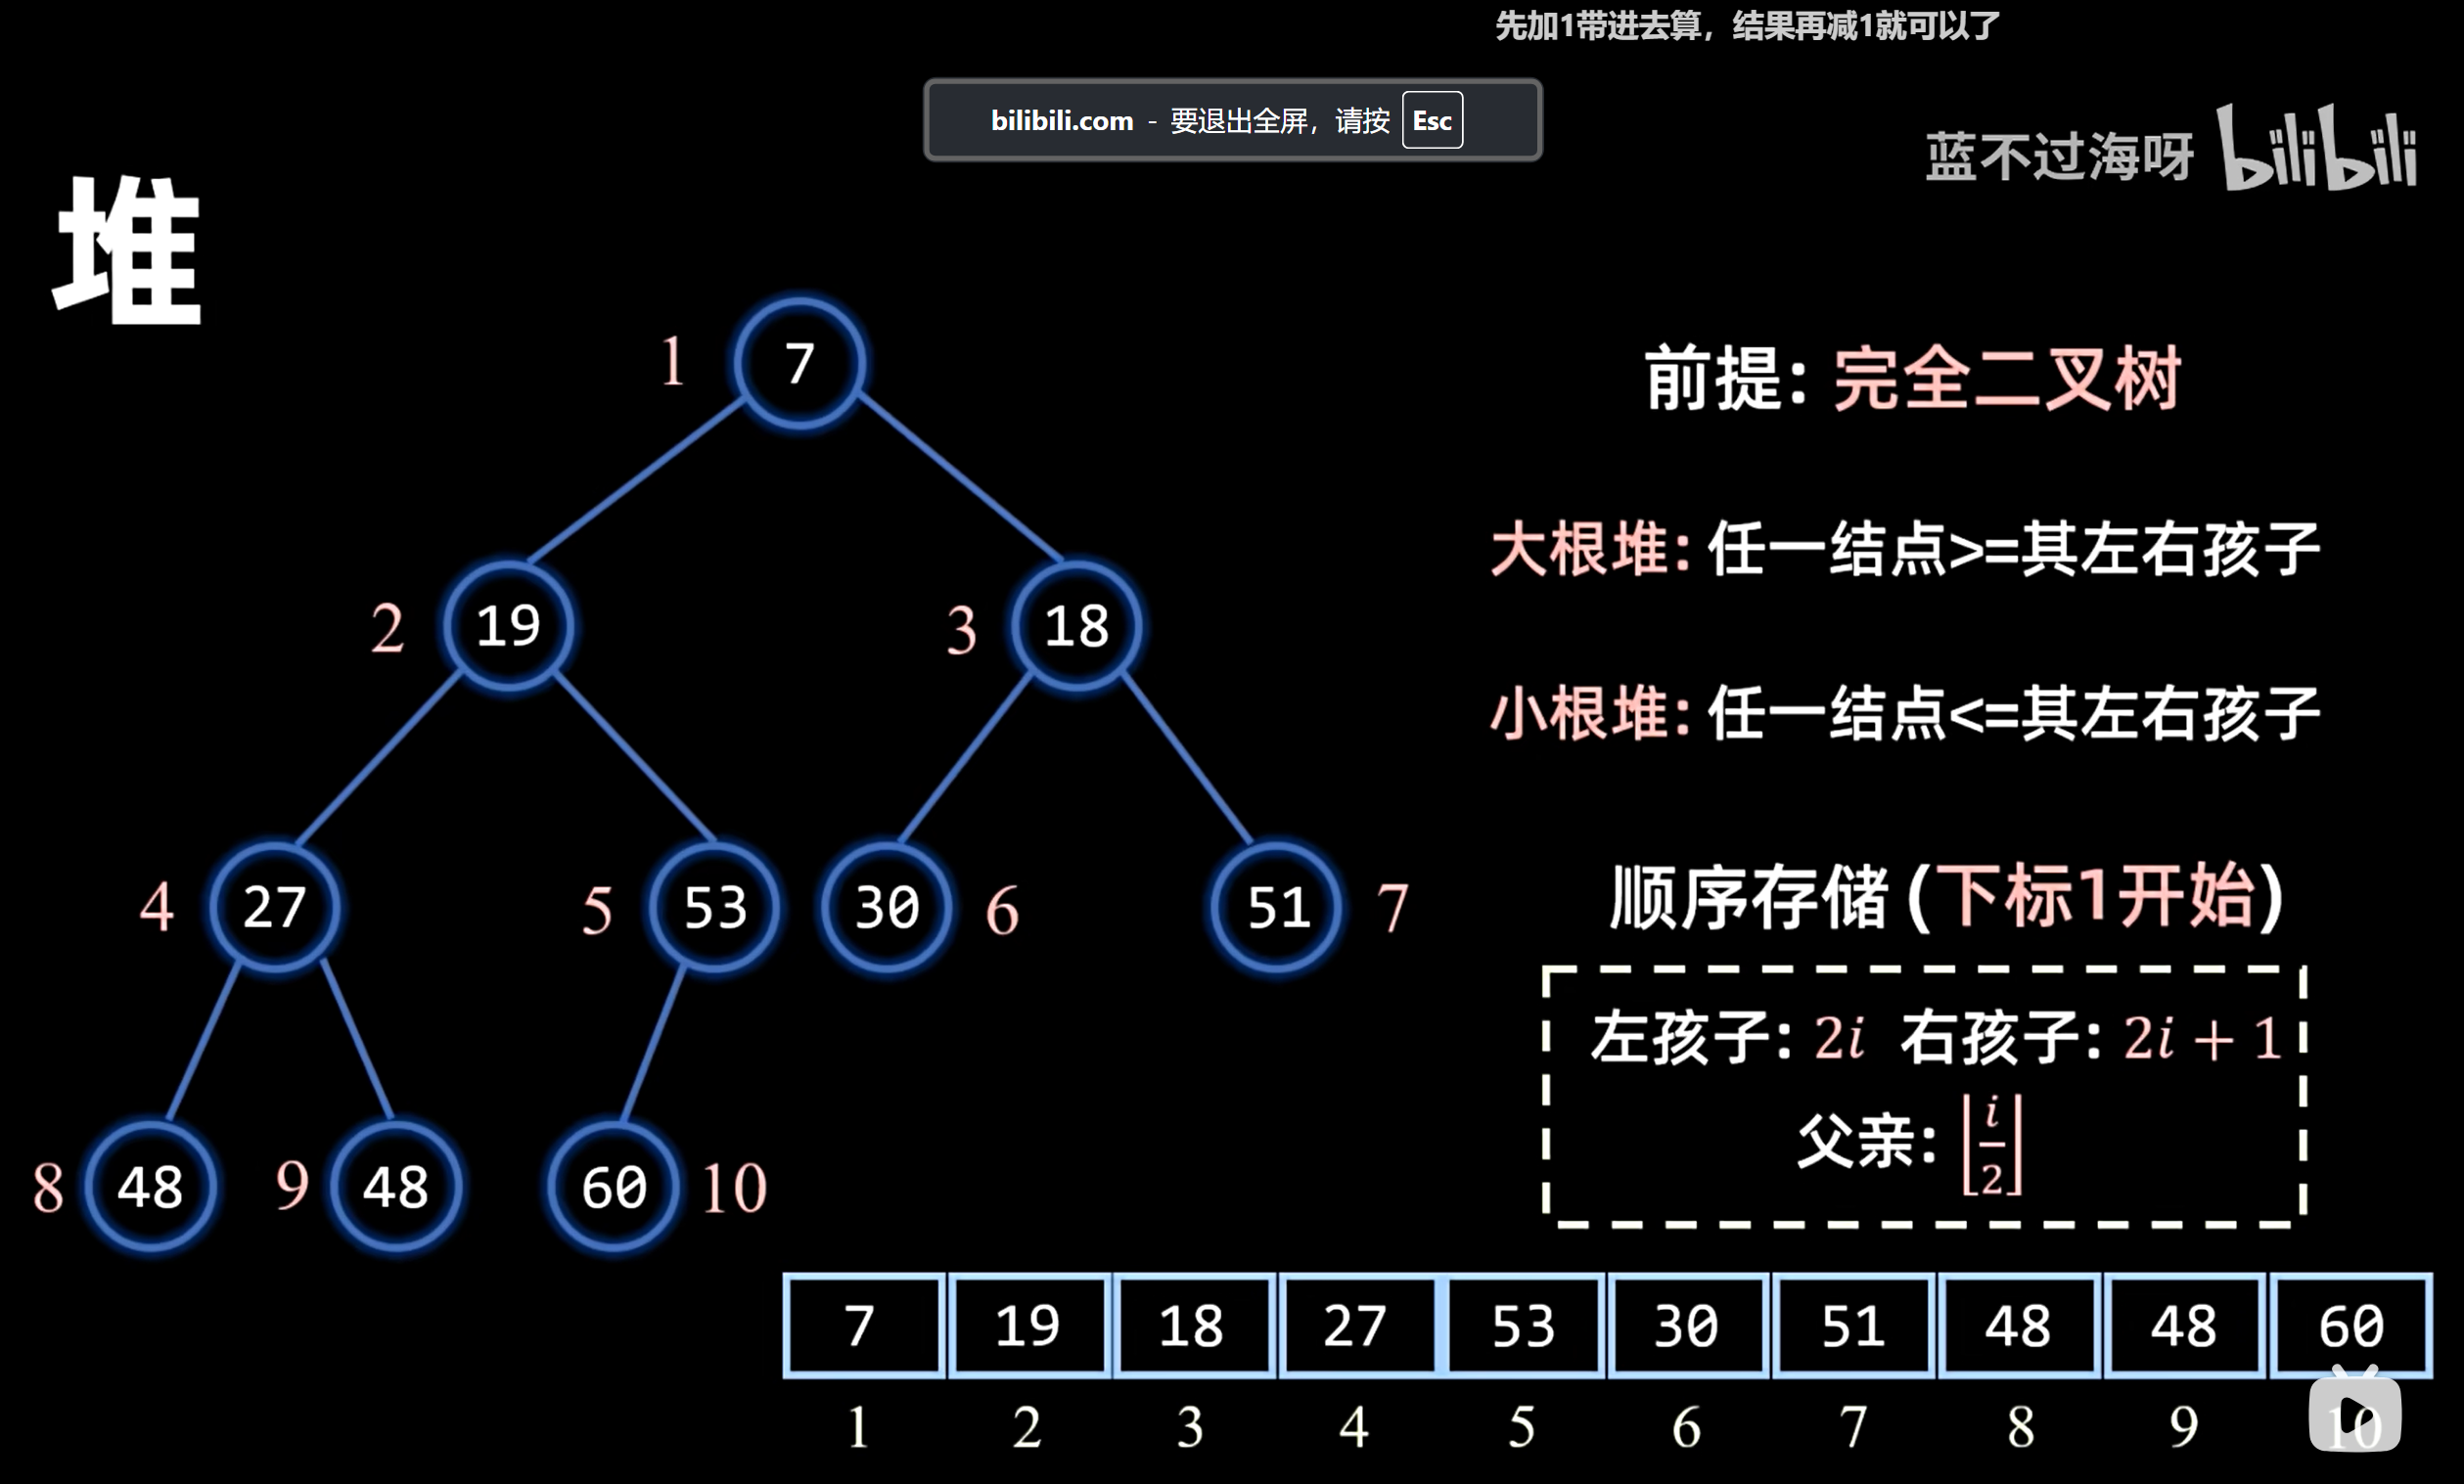 先加1带进去算，结果再减1就可以了
bilibili.com - 要退出全屏，请按 Esc
蓝不过海呀 bilibili
堆
1 7
2 19 3 18
4 27 5 53 30 6 51 7
8 48 9 48 60 10
前提：完全二叉树
大根堆：任一结点>=其左右孩子
小根堆：任一结点<=其左右孩子
顺序存储(下标1开始)
左孩子：2i 右孩子：2i + 1
父亲：⌊i/2⌋
7 19 18 27 53 30 51 48 48 60
1 2 3 4 5 6 7 8 9 10